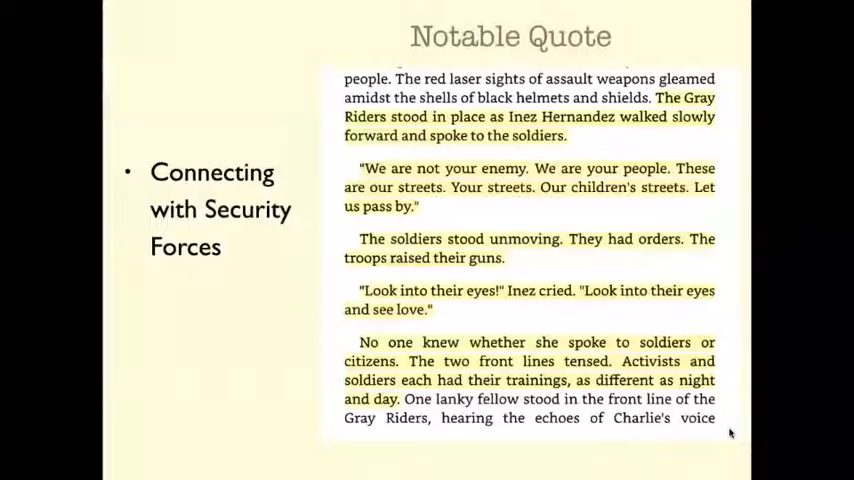 Notable Quote
• Connecting
with Security
Forces
people. The red laser sights of assault weapons gleamed
amidst the shells of black helmets and shields. The Gray
Riders stood in place as Inez Hernandez walked slowly
forward and spoke to the soldiers.
"We are not your enemy. We are your people. These
are our streets. Your streets. Our children's streets. Let
us pass by."
The soldiers stood unmoving. They had orders. The
troops raised their guns.
"Look into their eyes!" Inez cried. "Look into their eyes
and see love."
No one knew whether she spoke to soldiers or
citizens. The two front lines tensed. Activists and
soldiers each had their trainings, as different as night
and day. One lanky fellow stood in the front line of the
Gray Riders, hearing the echoes of Charlie's voice